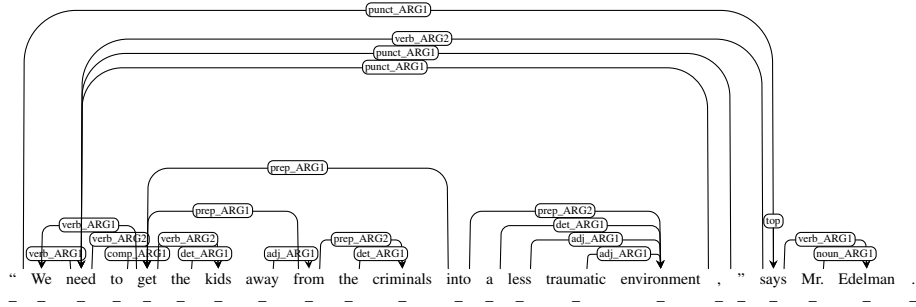 punct_ARG1
verb_ARG2
punct_ARG1
punct_ARG1
prep_ARG1
prep_ARG1 prep_ARG2
top
verb_ARG1 det_ARG1
verb_ARG2 verb_ARG2 prep_ARG2 adj_ARG1 verb_ARG1
verb_ARG1 comp_ARG1 det_ARG1 adj_ARG1 det_ARG1 adj_ARG1 noun_ARG1
“ We need to get the kids away from the criminals into a less traumatic environment , ” says Mr. Edelman .